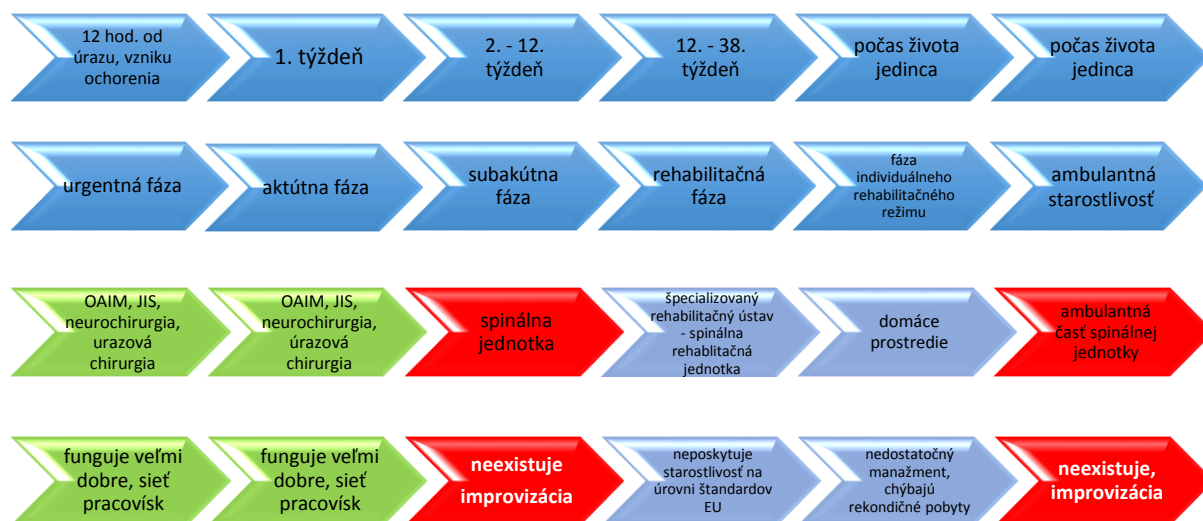 12 hod. od
úrazu, vzniku
ochorenia
1. týždeň
2. - 12.
týždeň
12. - 38.
týždeň
počas života
jedinca
počas života
jedinca
urgentná fáza
aktútna fáza
subakútna
fáza
rehabilitačná
fáza
fáza
individuálneho
rehabilitačného
režimu
ambulantná
starostlivosť
OAIM, JIS,
neurochirurgia,
urazová
chirurgia
OAIM, JIS,
neurochirurgia,
úrazová
chirurgia
spinálna
jednotka
špecializovaný
rehabilitačný ústav
- spinálna
rehablitačná
jednotka
domáce
prostredie
ambulantná
časť spinálnej
jednotky
funguje veľmi
dobre, sieť
pracovísk
funguje veľmi
dobre, sieť
pracovísk
neexistuje
improvizácia
neposkytuje
starostlivosť na
úrovni štandardov
EU
nedostatočný
manažment,
chýbajú
rekondičné pobyty
neexistuje,
improvizácia